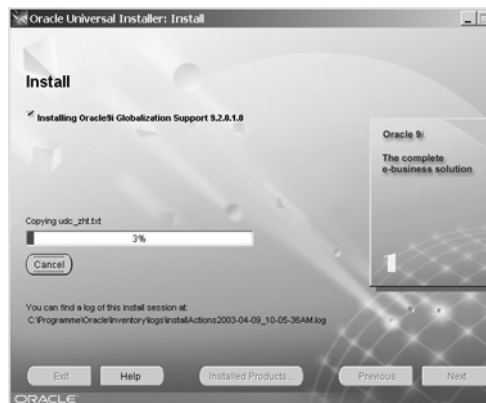 Oracle Universal Installer: Install
Install
Installing Oracle9i Globalization Support 9.2.0.1.0
Oracle 9i
The complete
e-business solution
Copying udc_zht.txt
3%
Cancel
You can find a log of this install session at:
C:\Programme\Oracle\Inventory\logs\installActions2003-04-09_10-05-36AM.log
Exit
Help
Installed Products...
Previous
Next
ORACLE